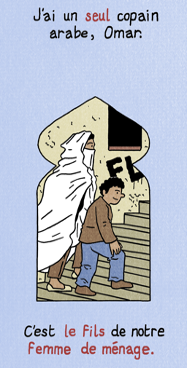 J'ai un seul copain
arabe, Omar.
FL
C'est le fils de notre
femme de ménage.